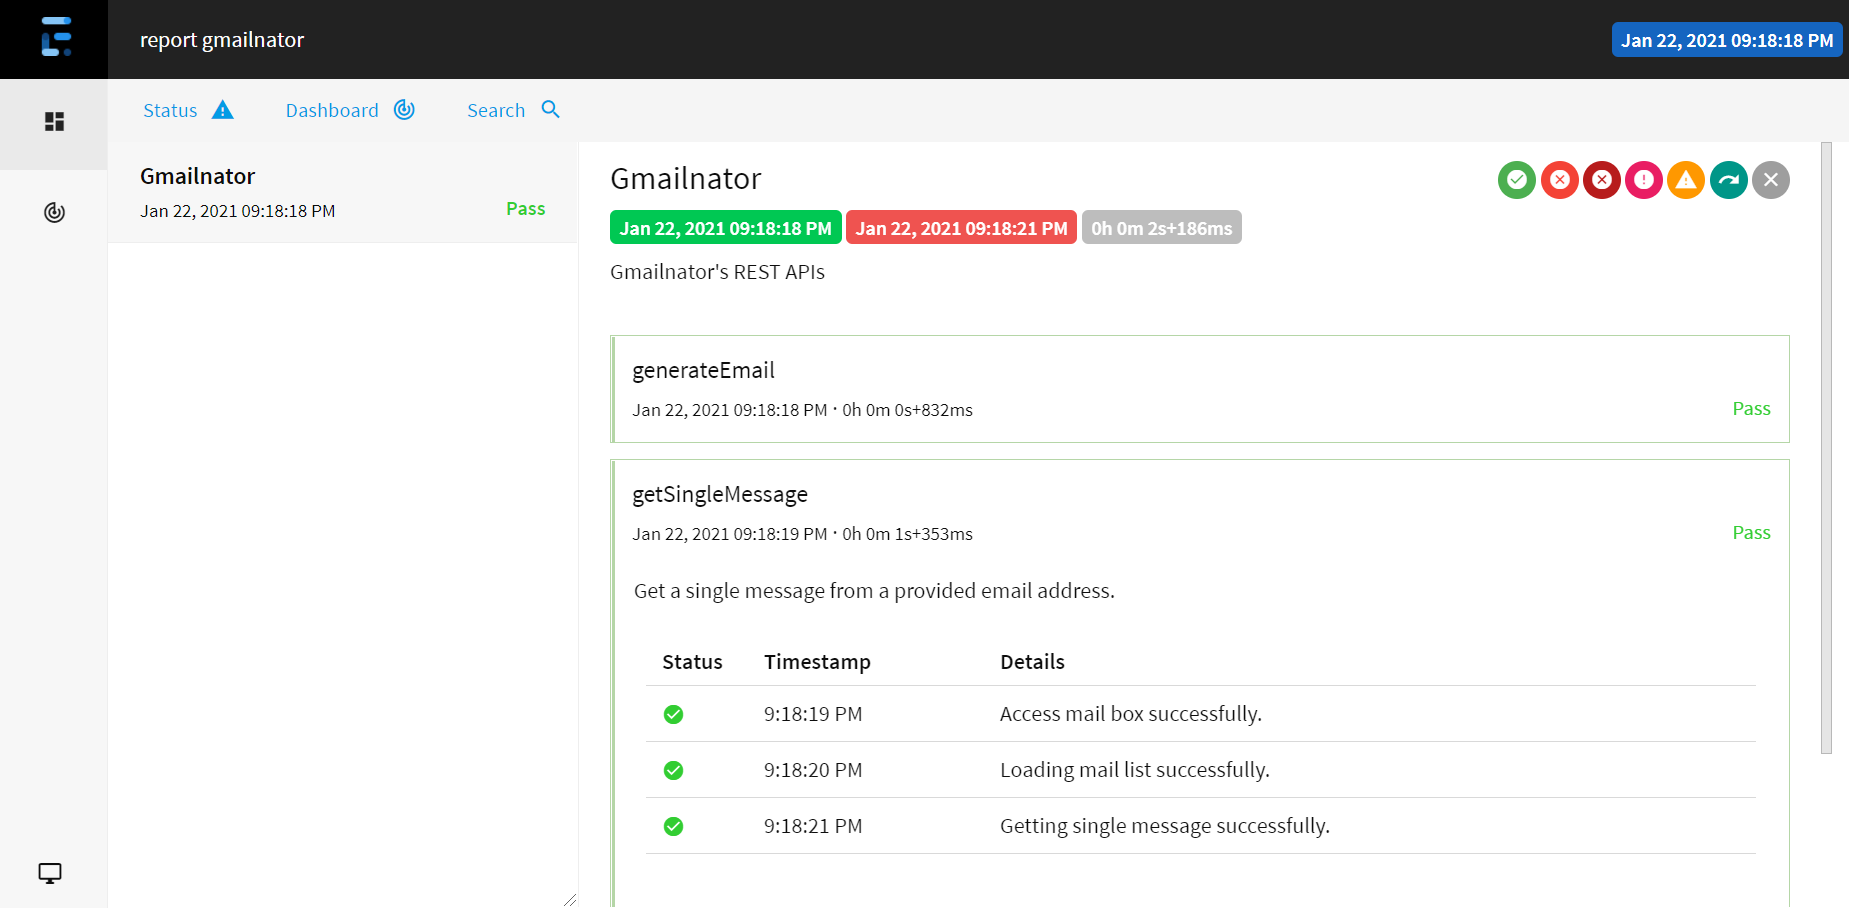 report gmailnator
Jan 22, 2021 09:18:18 PM
Status
Dashboard
Search
Gmailnator
Jan 22, 2021 09:18:18 PM
Pass
Gmailnator
Jan 22, 2021 09:18:18 PM Jan 22, 2021 09:18:21 PM 0h 0m 2s+186ms
Gmailnator's REST APIs
generateEmail
Jan 22, 2021 09:18:18 PM · 0h 0m 0s+832ms
Pass
getSingleMessage
Jan 22, 2021 09:18:19 PM · 0h 0m 1s+353ms
Pass
Get a single message from a provided email address.
Status Timestamp Details
9:18:19 PM Access mail box successfully.
9:18:20 PM Loading mail list successfully.
9:18:21 PM Getting single message successfully.